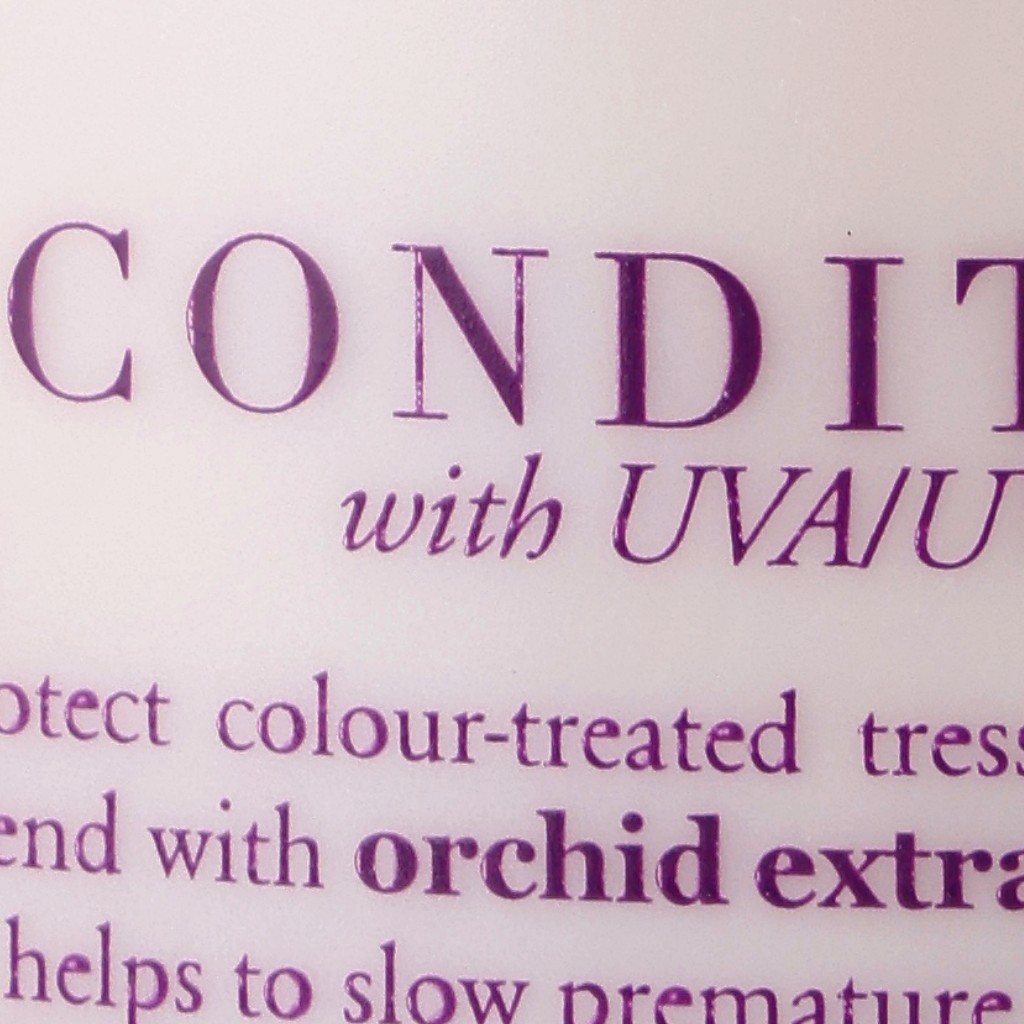 CONDIT
with UVA/U
otect colour-treated tress
end with orchid extra
helps to slow premature